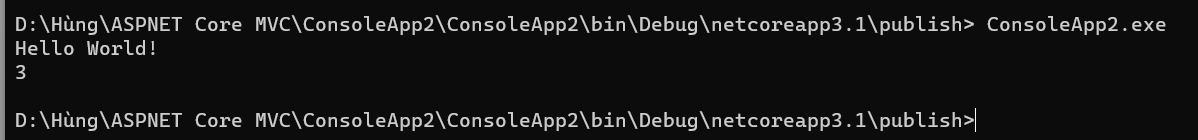 D:\Hùng\ASPNET Core MVC\ConsoleApp2\ConsoleApp2\bin\Debug\netcoreapp3.1\publish> ConsoleApp2.exe
Hello World!
3
D:\Hùng\ASPNET Core MVC\ConsoleApp2\ConsoleApp2\bin\Debug\netcoreapp3.1\publish>